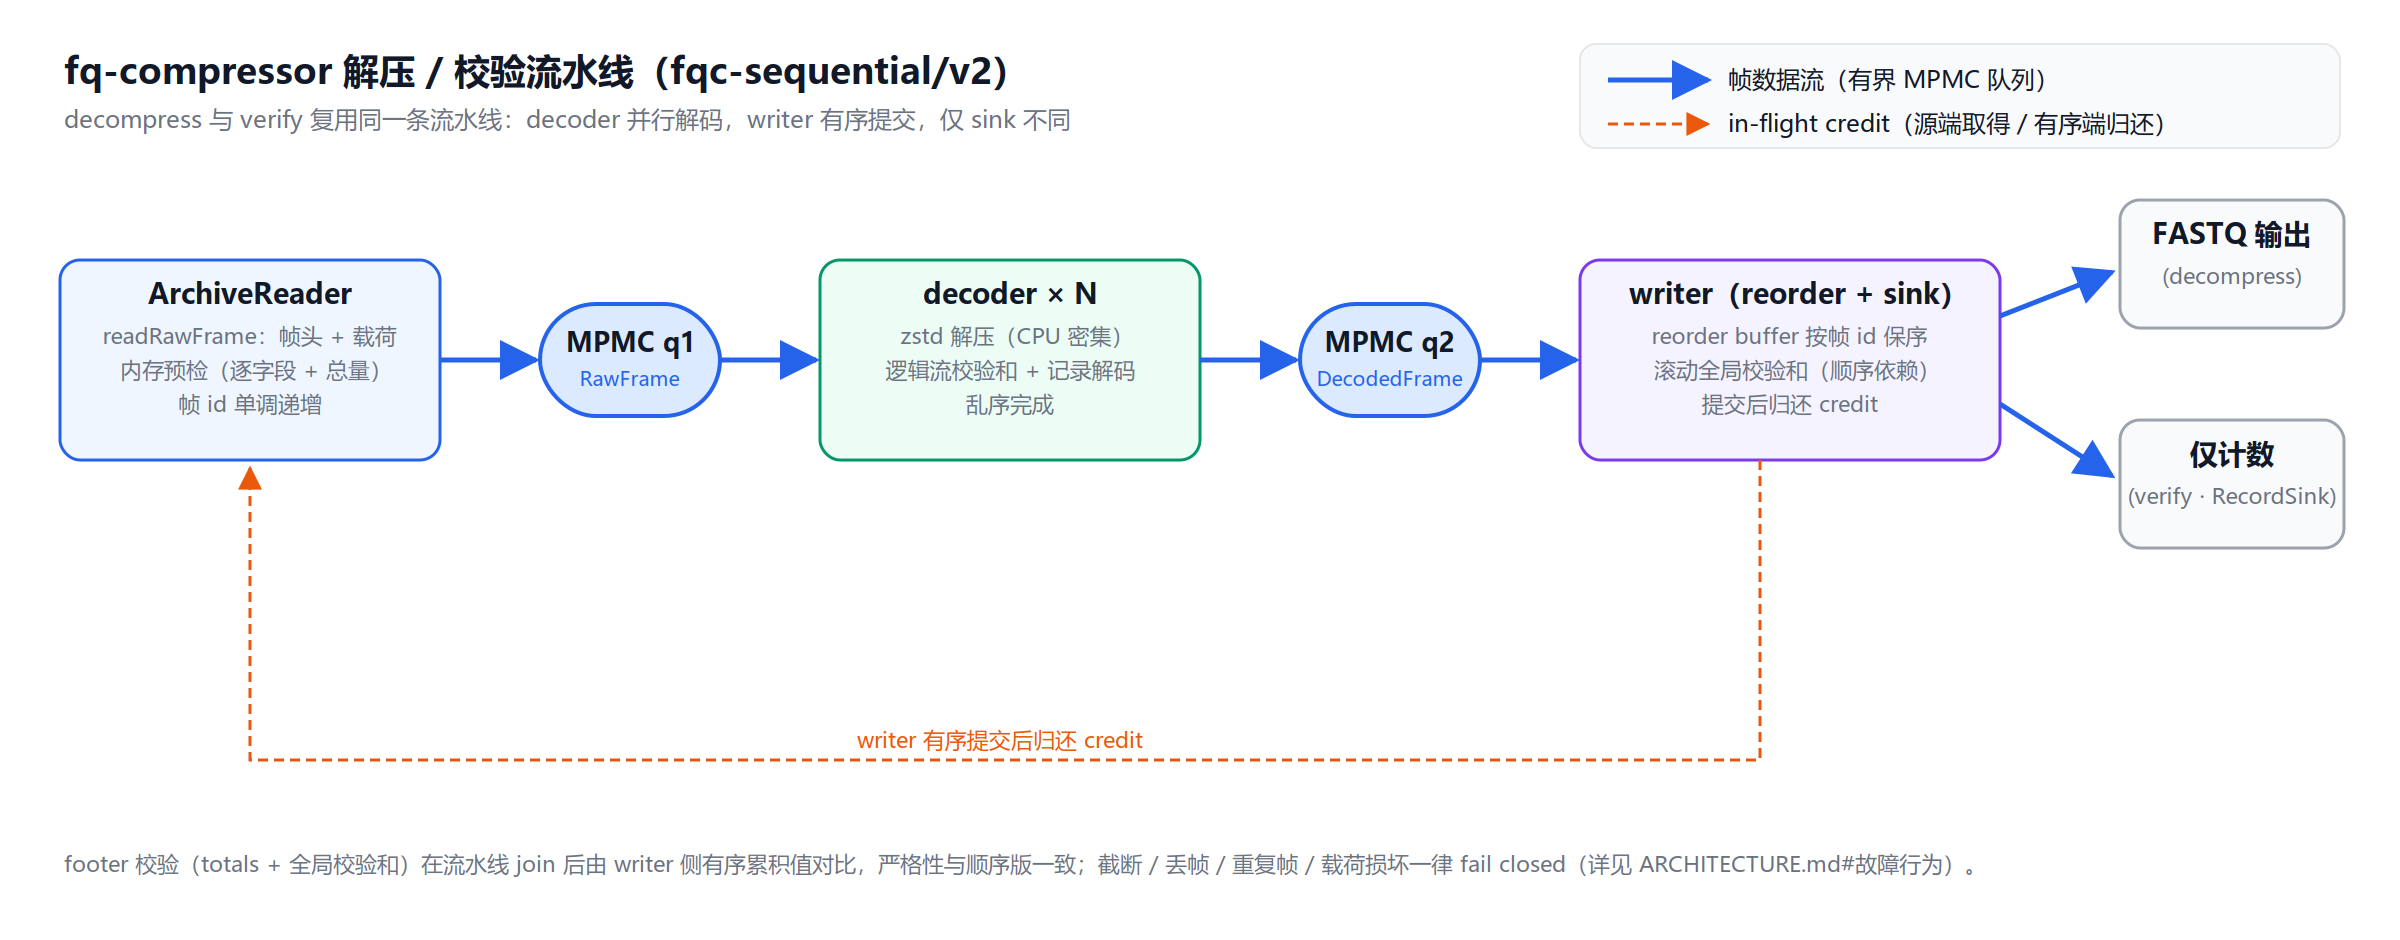 fq-compressor 解压 / 校验流水线（fqc-sequential/v2）
decompress 与 verify 复用同一条流水线：decoder 并行解码，writer 有序提交，仅 sink 不同
帧数据流（有界 MPMC 队列）
in-flight credit（源端取得 / 有序端归还）
ArchiveReader
readRawFrame：帧头 + 载荷
内存预检（逐字段 + 总量）
帧 id 单调递增
MPMC q1
RawFrame
decoder × N
zstd 解压（CPU 密集）
逻辑流校验和 + 记录解码
乱序完成
MPMC q2
DecodedFrame
writer（reorder + sink）
reorder buffer 按帧 id 保序
滚动全局校验和（顺序依赖）
提交后归还 credit
FASTQ 输出
(decompress)
仅计数
(verify · RecordSink)
writer 有序提交后归还 credit
footer 校验（totals + 全局校验和）在流水线 join 后由 writer 侧有序累积值对比，严格性与顺序版一致；截断 / 丢帧 / 重复帧 / 载荷损坏一律 fail closed（详见 ARCHITECTURE.md#故障行为）。